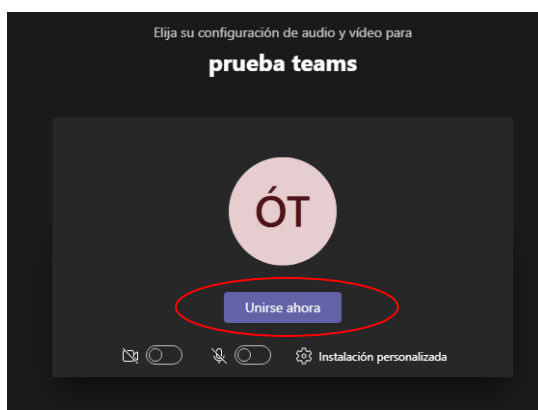 Elija su configuración de audio y vídeo para
prueba teams
ÓT
Unirse ahora
Instalación personalizada